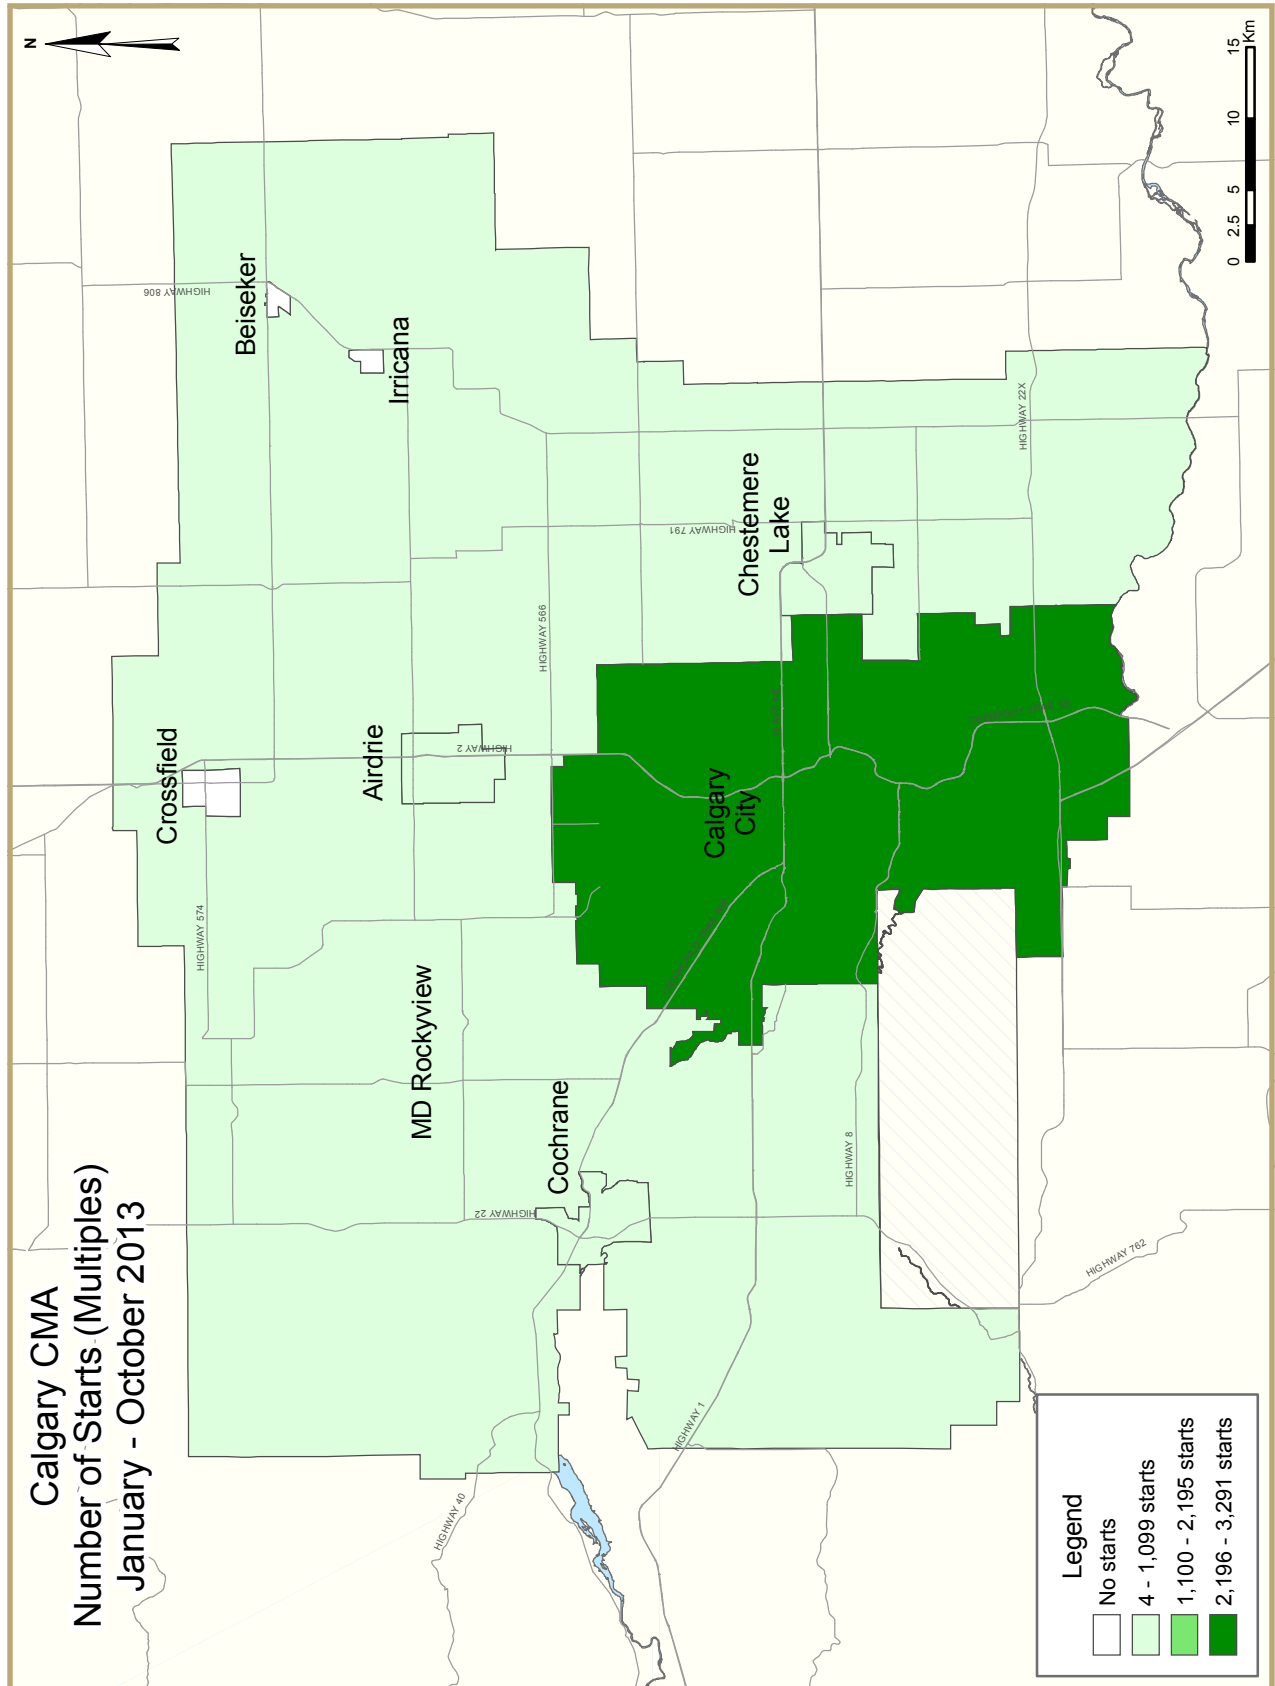 Calgary CMA
Number of Starts (Multiples)
January - October 2013
N
Beiseker
HIGHWAY 806
Irricana
Crossfield
HIGHWAY 574
Airdrie
HIGHWAY 2
HIGHWAY 566
MD Rockyview
Cochrane
HIGHWAY 22
Chestemere
Lake
HIGHWAY 791
HIGHWAY 22X
Calgary
City
HIGHWAY 8
HIGHWAY 1
HIGHWAY 40
HIGHWAY 762
Legend
No starts
4 - 1,099 starts
1,100 - 2,195 starts
2,196 - 3,291 starts
0 2.5 5 10 15
Km